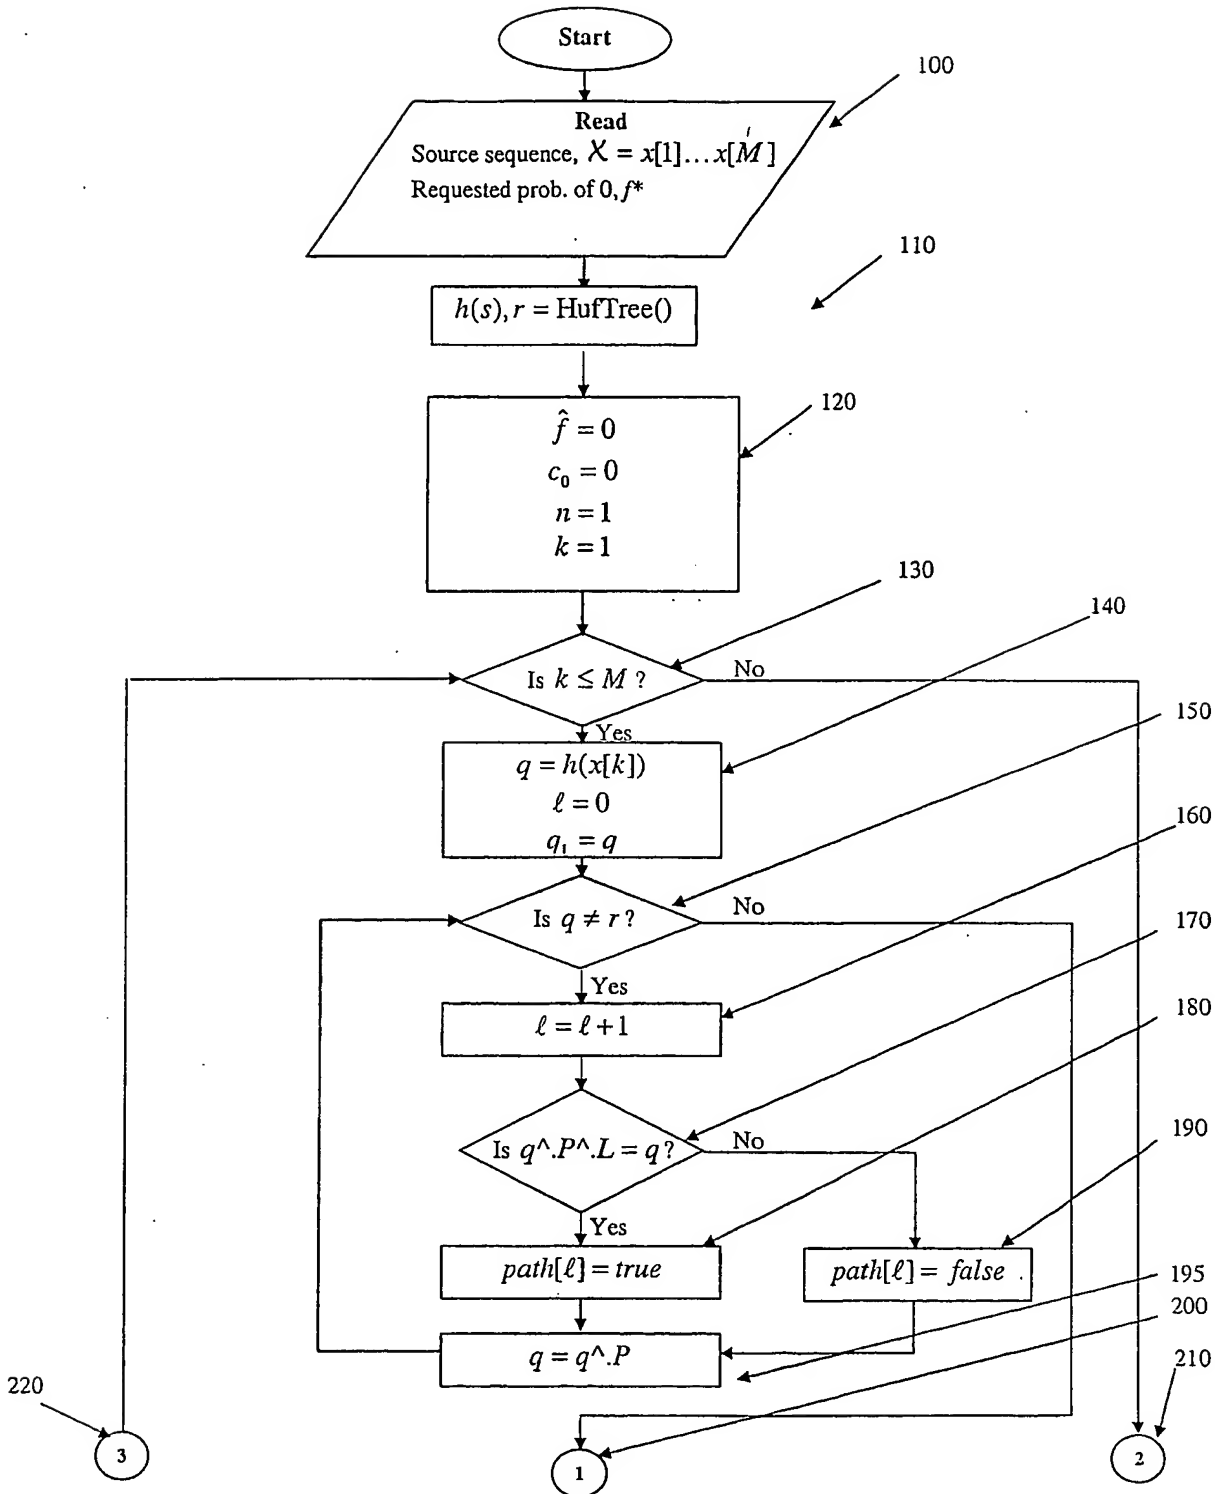 Start
100
Read
Source sequence, X = x[1]...x[M]
Requested prob. of 0, f*
110
h(s), r = HufTree()
120
f̂ = 0
c₀ = 0
n = 1
k = 1
130
140
Is k ≤ M ?
No
150
Yes
q = h(x[k])
ℓ = 0
q₁ = q
160
Is q ≠ r ?
No
170
Yes
180
ℓ = ℓ + 1
190
Is q^.P^.L = q ?
No
Yes
path[ℓ] = true
path[ℓ] = false
195
200
q = q^.P
210
220
3
1
2